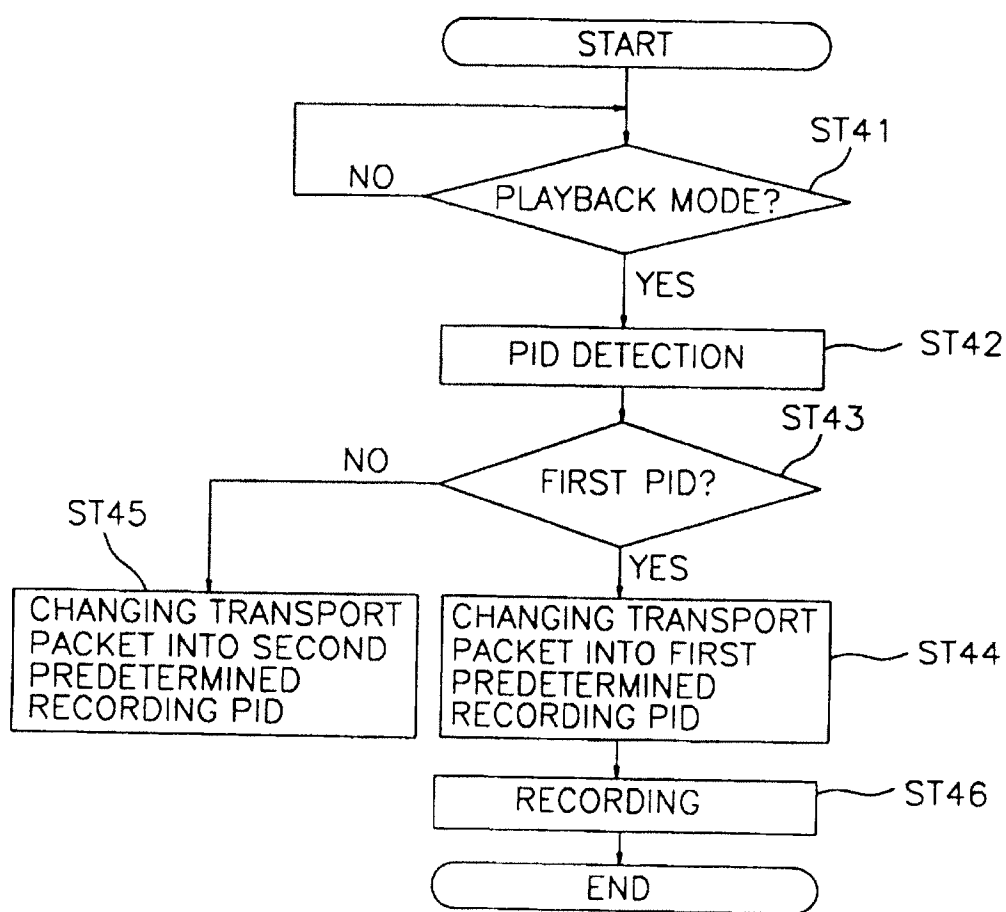 START
ST41
NO
PLAYBACK MODE?
YES
PID DETECTION
ST42
ST43
NO
FIRST PID?
ST45
YES
CHANGING TRANSPORT
PACKET INTO SECOND
PREDETERMINED
RECORDING PID
CHANGING TRANSPORT
PACKET INTO FIRST
PREDETERMINED
RECORDING PID
ST44
RECORDING
ST46
END